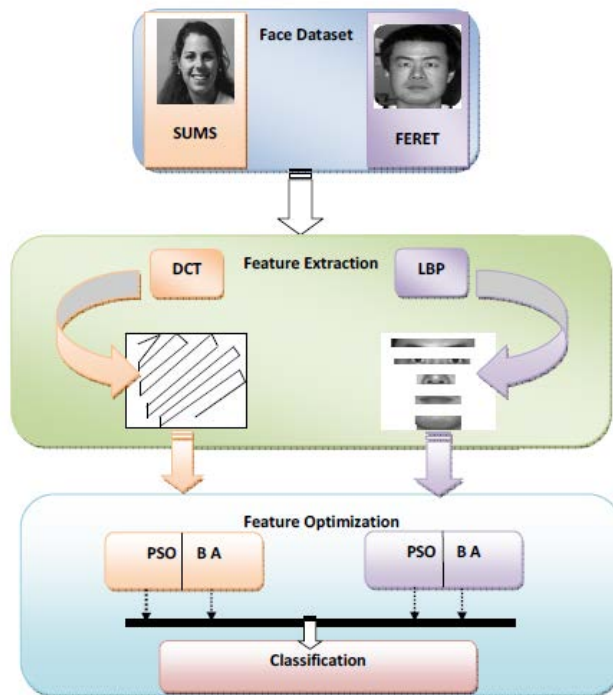 Face Dataset
SUMS
FERET
DCT
Feature Extraction
LBP
Feature Optimization
PSO B A
PSO B A
Classification